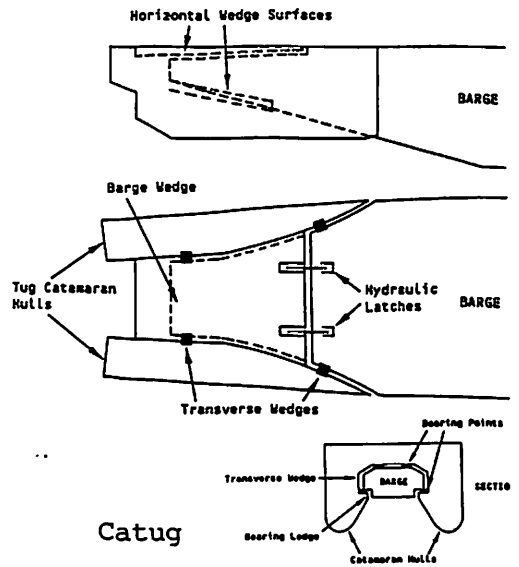 Horizontal Wedge Surfaces
BARGE
Barge Wedge
Tug Catamaran
Hulls
Hydraulic
Latches
BARGE
Transverse Wedges
Bearing Points
Transverse Wedge
BARGE
SECTIO
Bearing Ledge
Catamaran Hulls
Catug